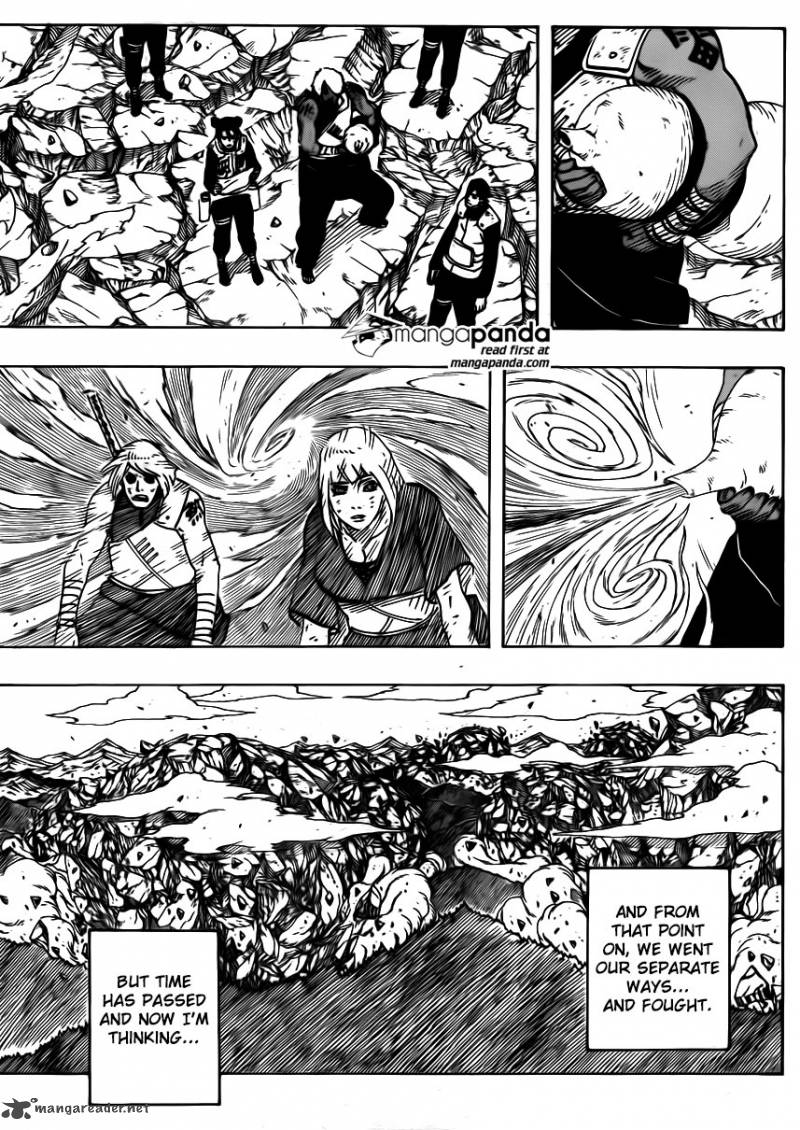 mangapanda
read first at
mangapanda.com
AND FROM
THAT POINT
ON, WE WENT
OUR SEPARATE
WAYS...
AND FOUGHT.
BUT TIME
HAS PASSED
AND NOW I'M
THINKING...
mangareader.net